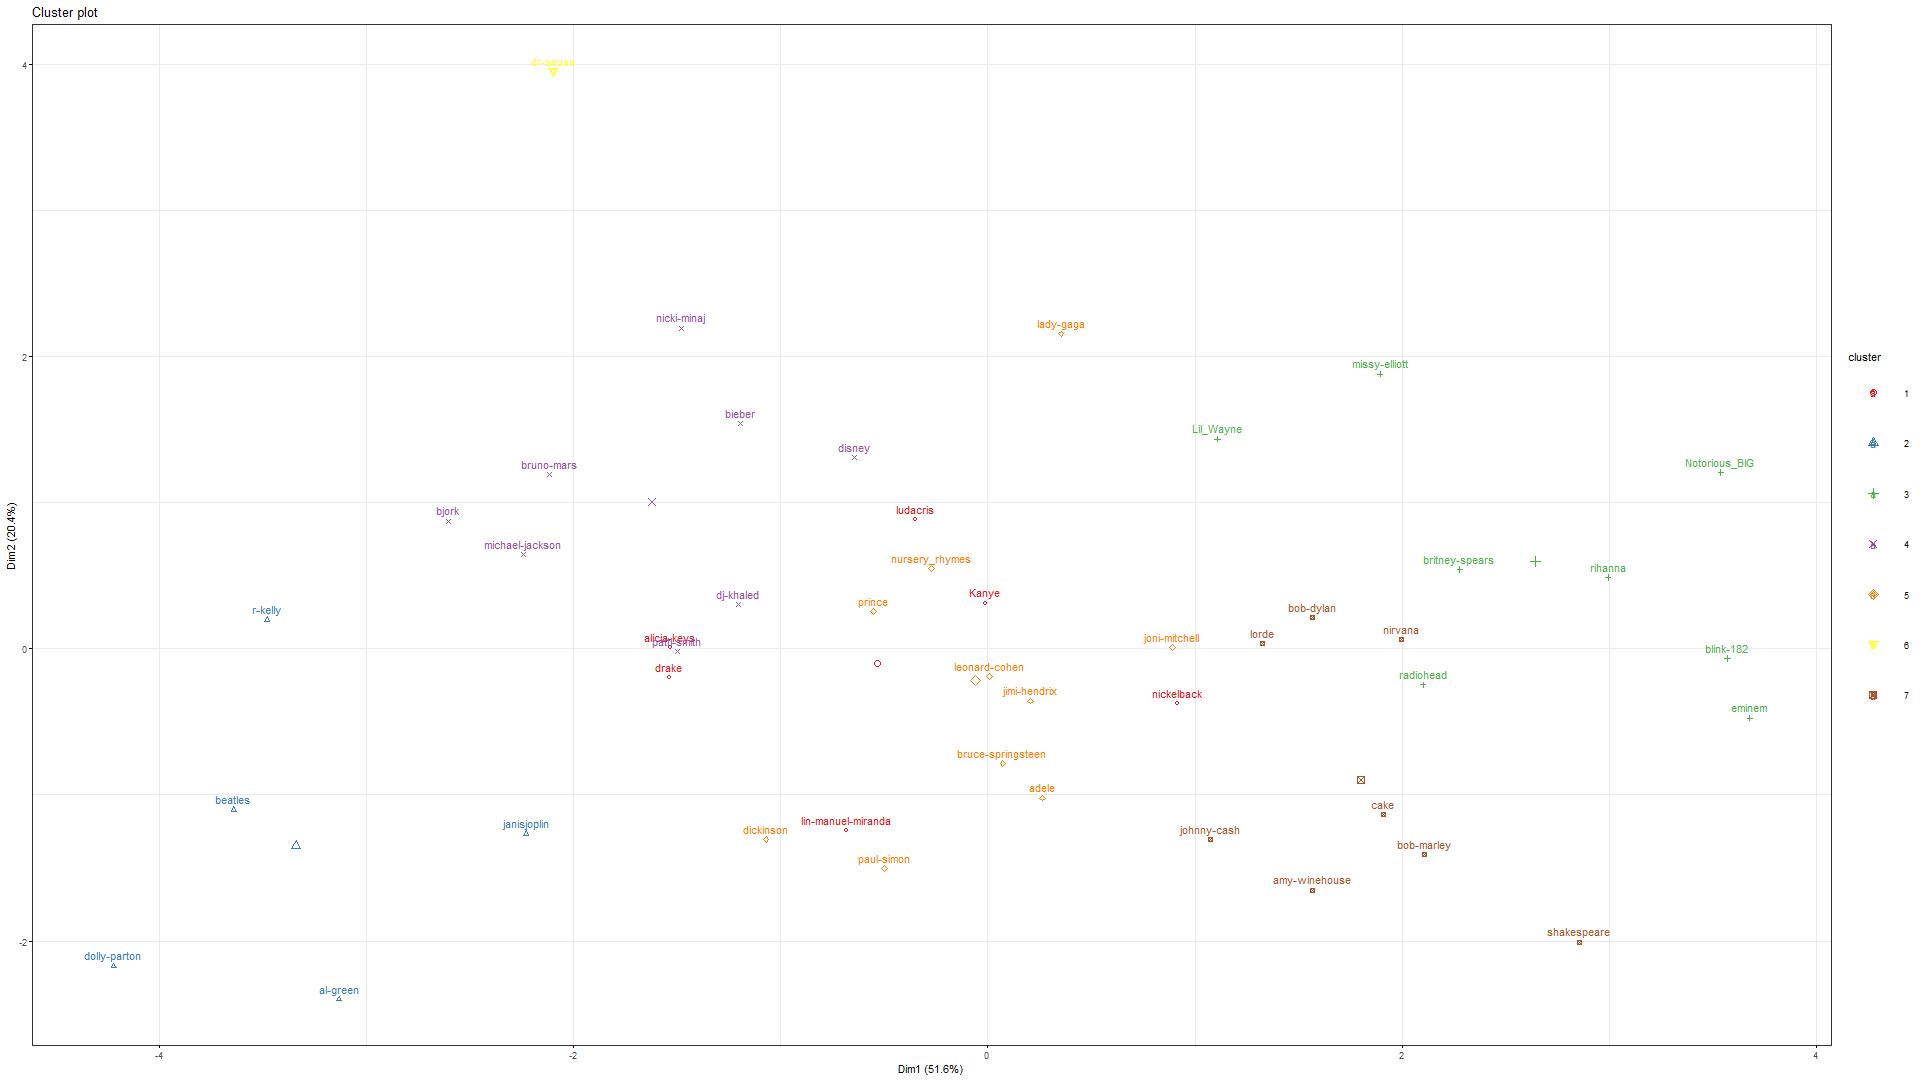 Cluster plot
dr-seuss
4
nicki-minaj
lady-gaga
2
missy-elliott
cluster
1
bieber
Lil_Wayne
2
disney
bruno-mars
Notorious_BIG
3
bjork
ludacris
Dim2 (20.4%)
michael-jackson
4
nursery_rhymes
britney-spears
rihanna
dj-khaled
Kanye
5
prince
r-kelly
bob-dylan
alicia-keys
patti-smith
joni-mitchell
lorde
nirvana
0
blink-182
6
drake
leonard-cohen
radiohead
jimi-hendrix
nickelback
7
eminem
bruce-springsteen
adele
beatles
cake
janisjoplin
lin-manuel-miranda
dickinson
johnny-cash
bob-marley
paul-simon
amy-winehouse
shakespeare
-2
dolly-parton
al-green
-4
-2
0
2
4
Dim1 (51.6%)